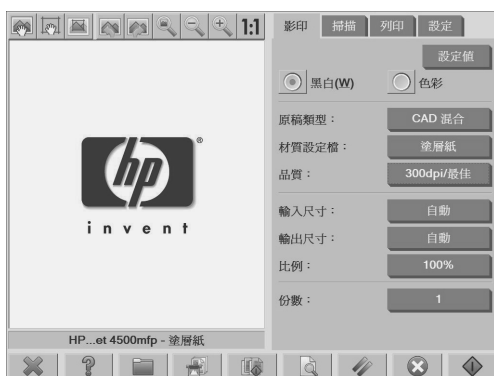 1:1
影印 掃描 列印 設定
設定值
黑白(W) 色彩
原稿類型： CAD 混合
材質設定檔： 塗層紙
品質： 300dpi/最佳
輸入尺寸： 自動
輸出尺寸： 自動
比例： 100%
份數： 1
hp
®
invent
HP...et 4500mfp - 塗層紙